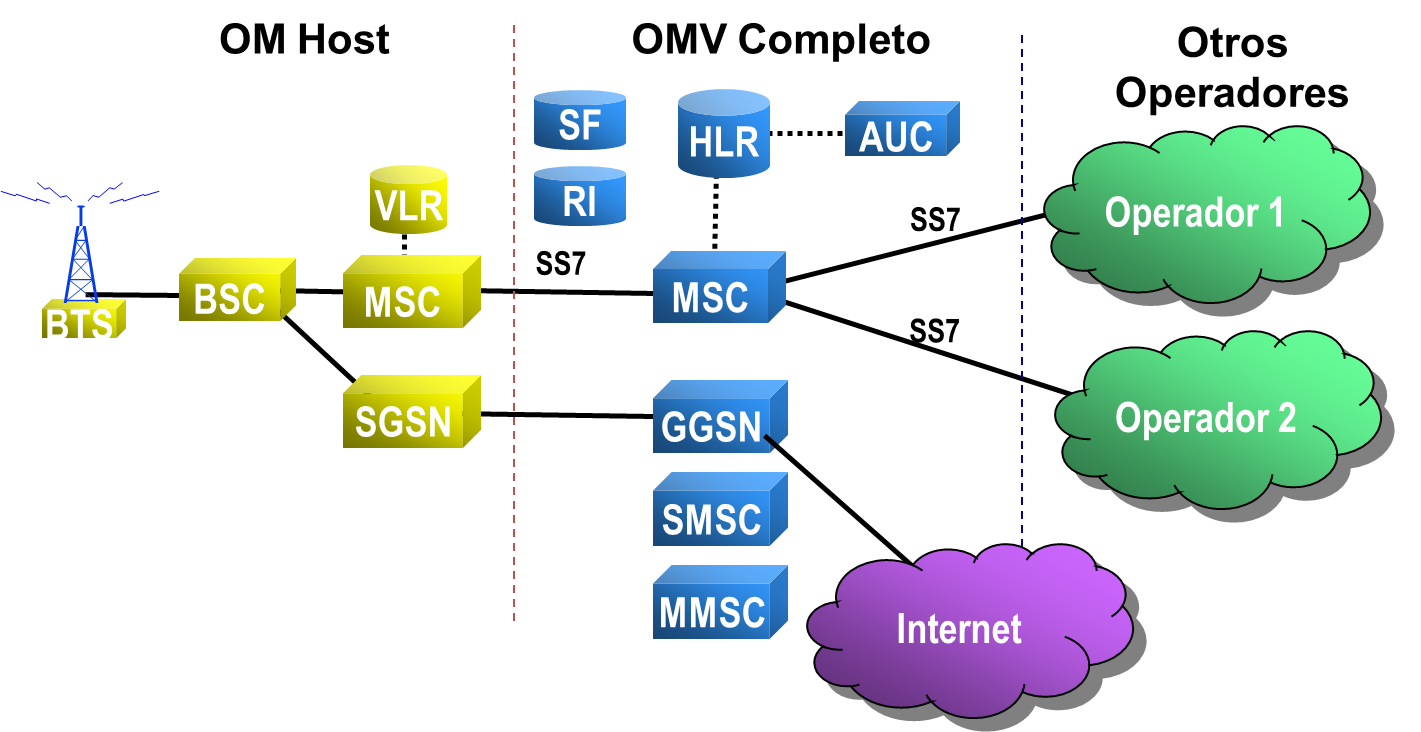 OM Host
OMV Completo
Otros
Operadores
SF
HLR
AUC
VLR
RI
Operador 1
SS7
SS7
BTS
BSC
MSC
MSC
SS7
SGSN
GGSN
Operador 2
SMSC
MMSC
Internet